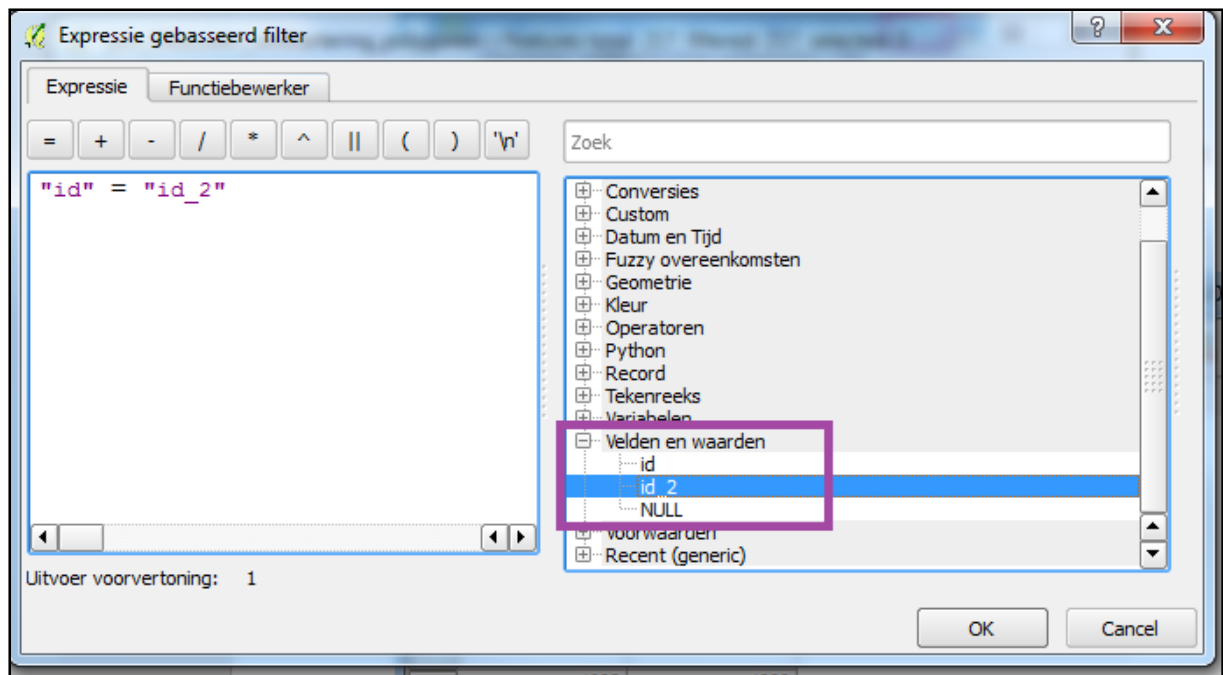 Expressie gebasseerd filter
Expressie Functiebewerker
= + - / * ^ || ( ) '\n'
Zoek
"id" = "id_2"
Conversies
Custom
Datum en Tijd
Fuzzy overeenkomsten
Geometrie
Kleur
Operatoren
Python
Record
Tekenreeks
Variabelen
Velden en waarden
id
id_2
NULL
Voorwaarden
Recent (generic)
Uitvoer voorvertoning: 1
OK Cancel